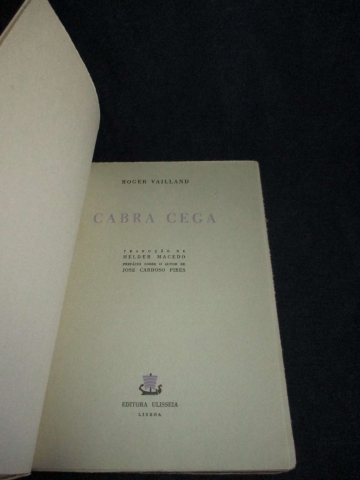 ROGER VAILLAND
CABRA CEGA
TRADUÇÃO DE
HELDER MACEDO
PREFÁCIO SOBRE O AUTOR DE
JOSÉ CARDOSO PIRES
EDITORA ULISSEIA
LISBOA